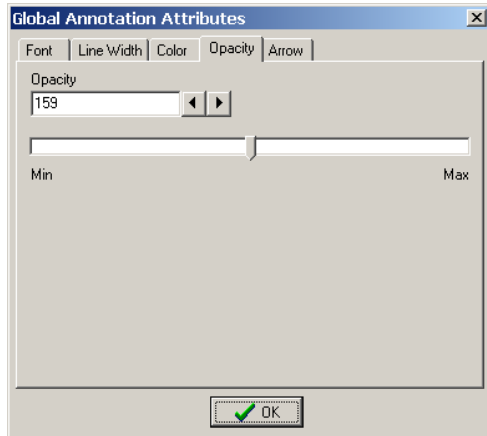 Global Annotation Attributes
Font Line Width Color Opacity Arrow
Opacity
159
Min Max
OK